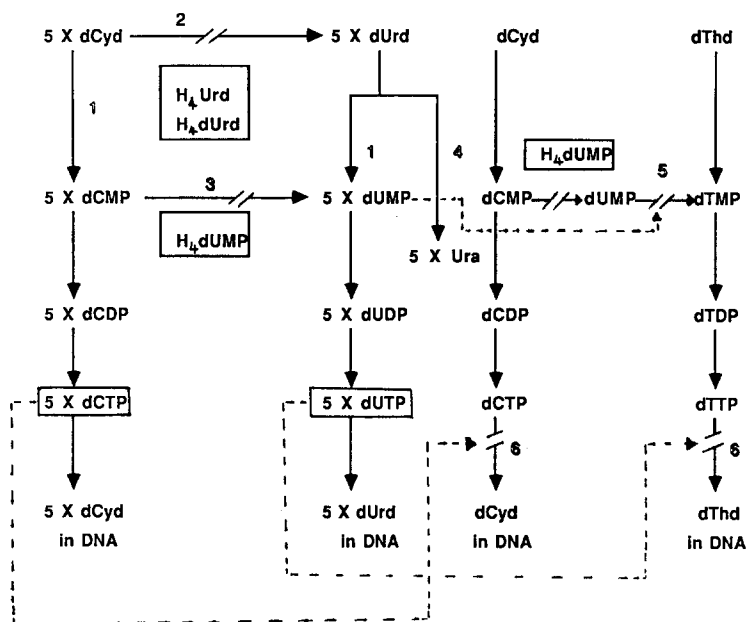 2
5 X dCyd 5 X dUrd dCyd dThd
H4Urd
H4dUrd
1
1 4 H4dUMP 5
3
5 X dCMP 5 X dUMP dCMP dUMP dTMP
H4dUMP
5 X Ura
5 X dCDP 5 X dUDP dCDP dTDP
5 X dCTP 5 X dUTP dCTP dTTP
6 6
5 X dCyd 5 X dUrd dCyd dThd
in DNA in DNA in DNA in DNA